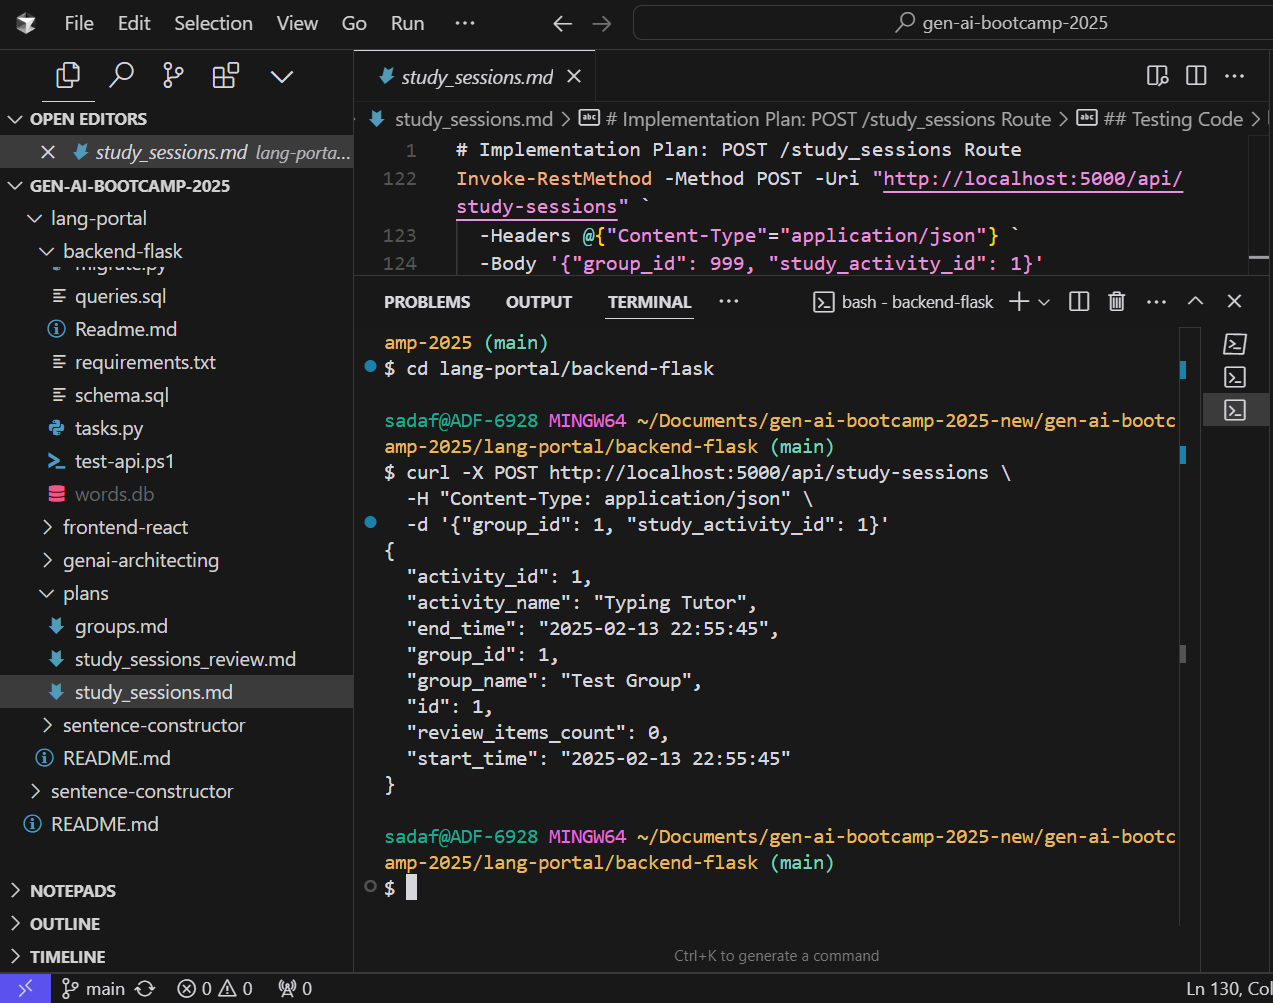 File Edit Selection View Go Run ··· gen-ai-bootcamp-2025
OPEN EDITORS
study_sessions.md lang-porta...
GEN-AI-BOOTCAMP-2025
lang-portal
backend-flask
migrate.py
queries.sql
Readme.md
requirements.txt
schema.sql
tasks.py
test-api.ps1
words.db
frontend-react
genai-architecting
plans
groups.md
study_sessions_review.md
study_sessions.md
sentence-constructor
README.md
sentence-constructor
README.md
NOTEPADS
OUTLINE
TIMELINE
study_sessions.md
study_sessions.md > # Implementation Plan: POST /study_sessions Route > ## Testing Code >
1 # Implementation Plan: POST /study_sessions Route
122 Invoke-RestMethod -Method POST -Uri "http://localhost:5000/api/
study-sessions" `
123 -Headers @{"Content-Type"="application/json"} `
124 -Body '{"group_id": 999, "study_activity_id": 1}'
PROBLEMS OUTPUT TERMINAL ··· bash - backend-flask
amp-2025 (main)
$ cd lang-portal/backend-flask
sadaf@ADF-6928 MINGW64 ~/Documents/gen-ai-bootcamp-2025-new/gen-ai-bootc
amp-2025/lang-portal/backend-flask (main)
$ curl -X POST http://localhost:5000/api/study-sessions \
-H "Content-Type: application/json" \
-d '{"group_id": 1, "study_activity_id": 1}'
{
"activity_id": 1,
"activity_name": "Typing Tutor",
"end_time": "2025-02-13 22:55:45",
"group_id": 1,
"group_name": "Test Group",
"id": 1,
"review_items_count": 0,
"start_time": "2025-02-13 22:55:45"
}
sadaf@ADF-6928 MINGW64 ~/Documents/gen-ai-bootcamp-2025-new/gen-ai-bootc
amp-2025/lang-portal/backend-flask (main)
$
Ctrl+K to generate a command
main 0 0 0 Ln 130, Col